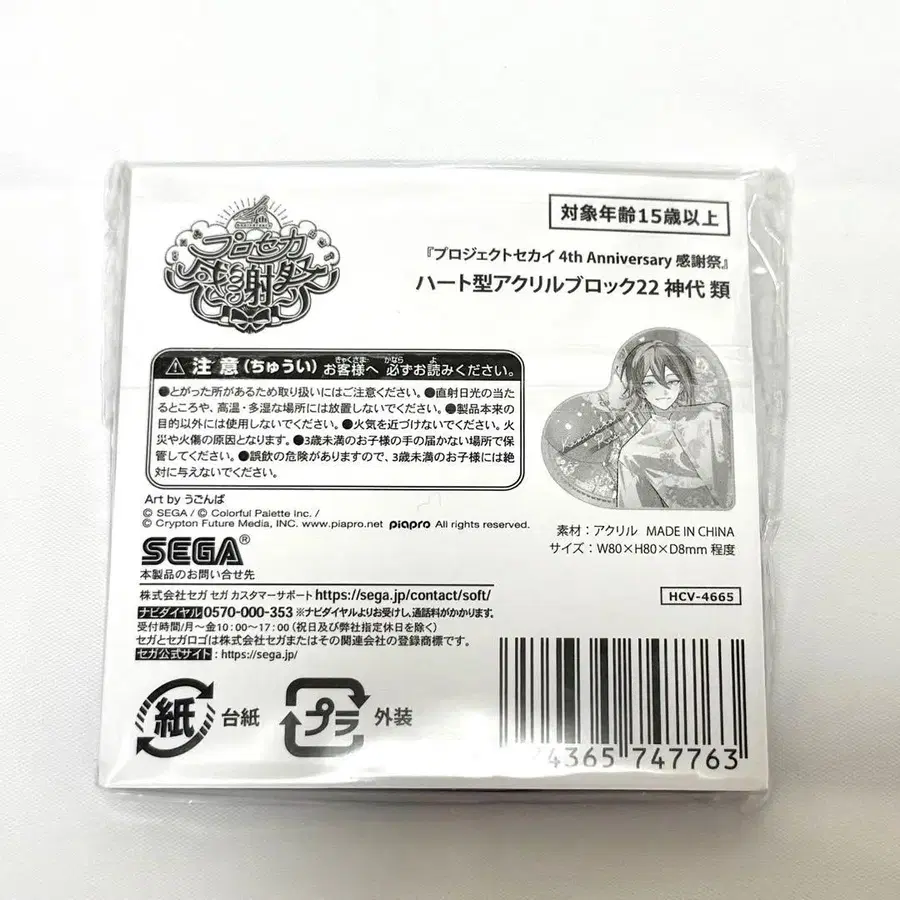 プロセカ
感謝祭
対象年齢15歳以上
『プロジェクトセカイ 4th Anniversary 感謝祭』
ハート型アクリルブロック22 神代 類
注意(ちゅうい) お客様へ 必ずお読みください。
きゃくさま かなら よ
●とがった所があるため取り扱いにはご注意ください。●直射日光の当た
るところや、高温・多湿な場所には放置しないでください。●製品本来の
目的以外には使用しないでください。●火気を近づけないでください。火
災や火傷の原因となります。●3歳未満のお子様の手の届かない場所で保
管してください。●誤飲の危険がありますので、3歳未満のお子様には絶
対に与えないでください。
Art by うごんば
© SEGA / © Colorful Palette Inc. /
© Crypton Future Media, INC. www.piapro.net piapro All rights reserved.
素材：アクリル MADE IN CHINA
サイズ：W80×H80×D8mm 程度
SEGA®
本製品のお問い合せ先
株式会社セガ セガ カスタマーサポート https://sega.jp/contact/soft/
ナビダイヤル 0570-000-353 ※ナビダイヤルよりお受けし、通話料がかかります。
受付時間/月～金10:00～17:00（祝日及び弊社指定休日を除く）
セガとセガロゴは株式会社セガまたはその関連会社の登録商標です。
セガ公式サイト：https://sega.jp/
HCV-4665
紙 台紙
プラ 外装
74365 747763